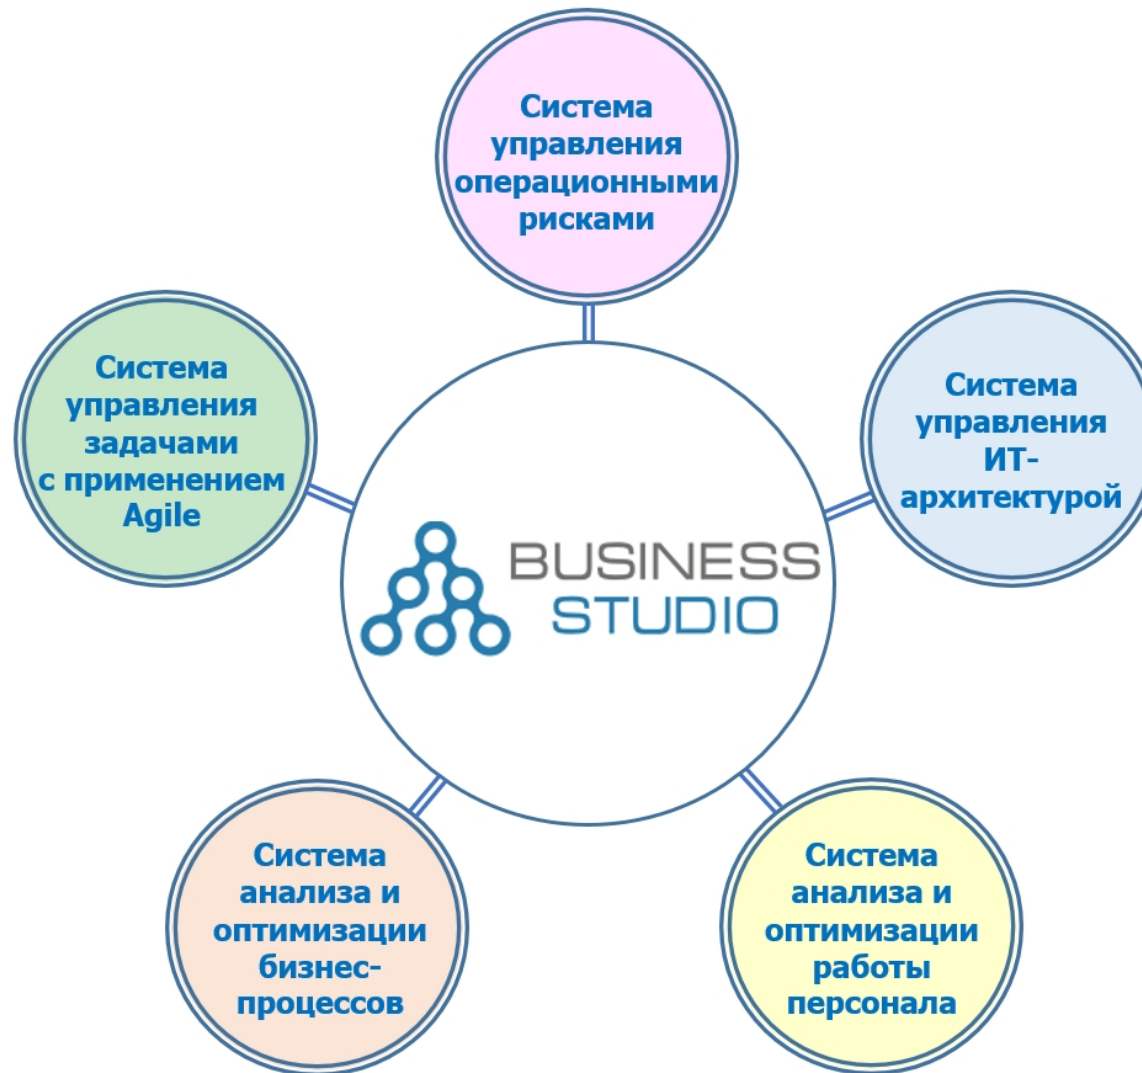 Система
управления
операционными
рисками
Система
управления
задачами
с применением
Agile
Система
управления
ИТ-
архитектурой
BUSINESS
STUDIO
Система
анализа и
оптимизации
бизнес-
процессов
Система
анализа и
оптимизации
работы
персонала